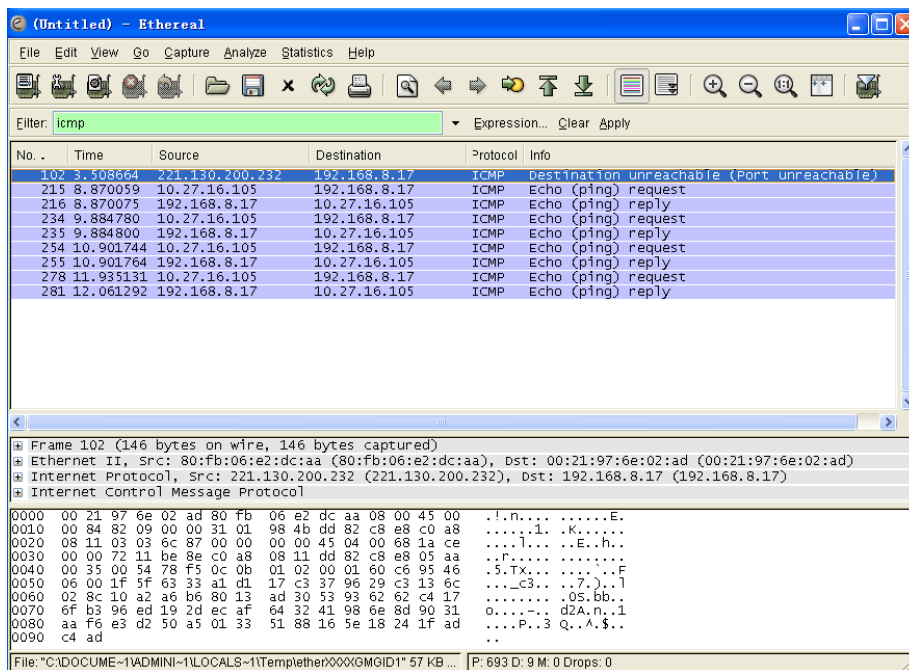 (Untitled) - Ethereal
File Edit View Go Capture Analyze Statistics Help
Filter: icmp Expression... Clear Apply
No. . Time Source Destination Protocol Info
102 3.508664 221.130.200.232 192.168.8.17 ICMP Destination unreachable (Port unreachable)
215 8.870059 10.27.16.105 192.168.8.17 ICMP Echo (ping) request
216 8.870075 192.168.8.17 10.27.16.105 ICMP Echo (ping) reply
234 9.884780 10.27.16.105 192.168.8.17 ICMP Echo (ping) request
235 9.884800 192.168.8.17 10.27.16.105 ICMP Echo (ping) reply
254 10.901744 10.27.16.105 192.168.8.17 ICMP Echo (ping) request
255 10.901764 192.168.8.17 10.27.16.105 ICMP Echo (ping) reply
278 11.935131 10.27.16.105 192.168.8.17 ICMP Echo (ping) request
281 12.061292 192.168.8.17 10.27.16.105 ICMP Echo (ping) reply
Frame 102 (146 bytes on wire, 146 bytes captured)
Ethernet II, Src: 80:fb:06:e2:dc:aa (80:fb:06:e2:dc:aa), Dst: 00:21:97:6e:02:ad (00:21:97:6e:02:ad)
Internet Protocol, Src: 221.130.200.232 (221.130.200.232), Dst: 192.168.8.17 (192.168.8.17)
Internet Control Message Protocol
0000 00 21 97 6e 02 ad 80 fb 06 e2 dc aa 08 00 45 00 .!.n.... ......E.
0010 00 84 82 09 00 00 31 01 98 4b dd 82 c8 e8 c0 a8 ......1. .K......
0020 08 11 03 03 6c 87 00 00 00 00 45 04 00 68 1a ce ....l... ..E..h..
0030 00 00 72 11 be 8e c0 a8 08 11 dd 82 c8 e8 05 aa ..r..... ........
0040 00 35 00 54 78 f5 0c 0b 01 02 00 01 60 c6 95 46 .5.Tx... ....`..F
0050 06 00 1f 5f 63 33 a1 d1 17 c3 37 96 29 c3 13 6c ..._c3.. ..7.)..l
0060 02 8c 10 a2 a6 b6 80 13 ad 30 53 93 62 62 c4 17 ........ .0S.bb..
0070 6f b3 96 ed 19 2d ec af 64 32 41 98 6e 8d 90 31 o....-.. d2A.n..1
0080 aa f6 e3 d2 50 a5 01 33 51 88 16 5e 18 24 1f ad ....P..3 Q..^.$..
0090 c4 ad ..
File: "C:\DOCUME~1\ADMINI~1\LOCALS~1\Temp\etherXXXXGMGID1" 57 KB ... P: 693 D: 9 M: 0 Drops: 0